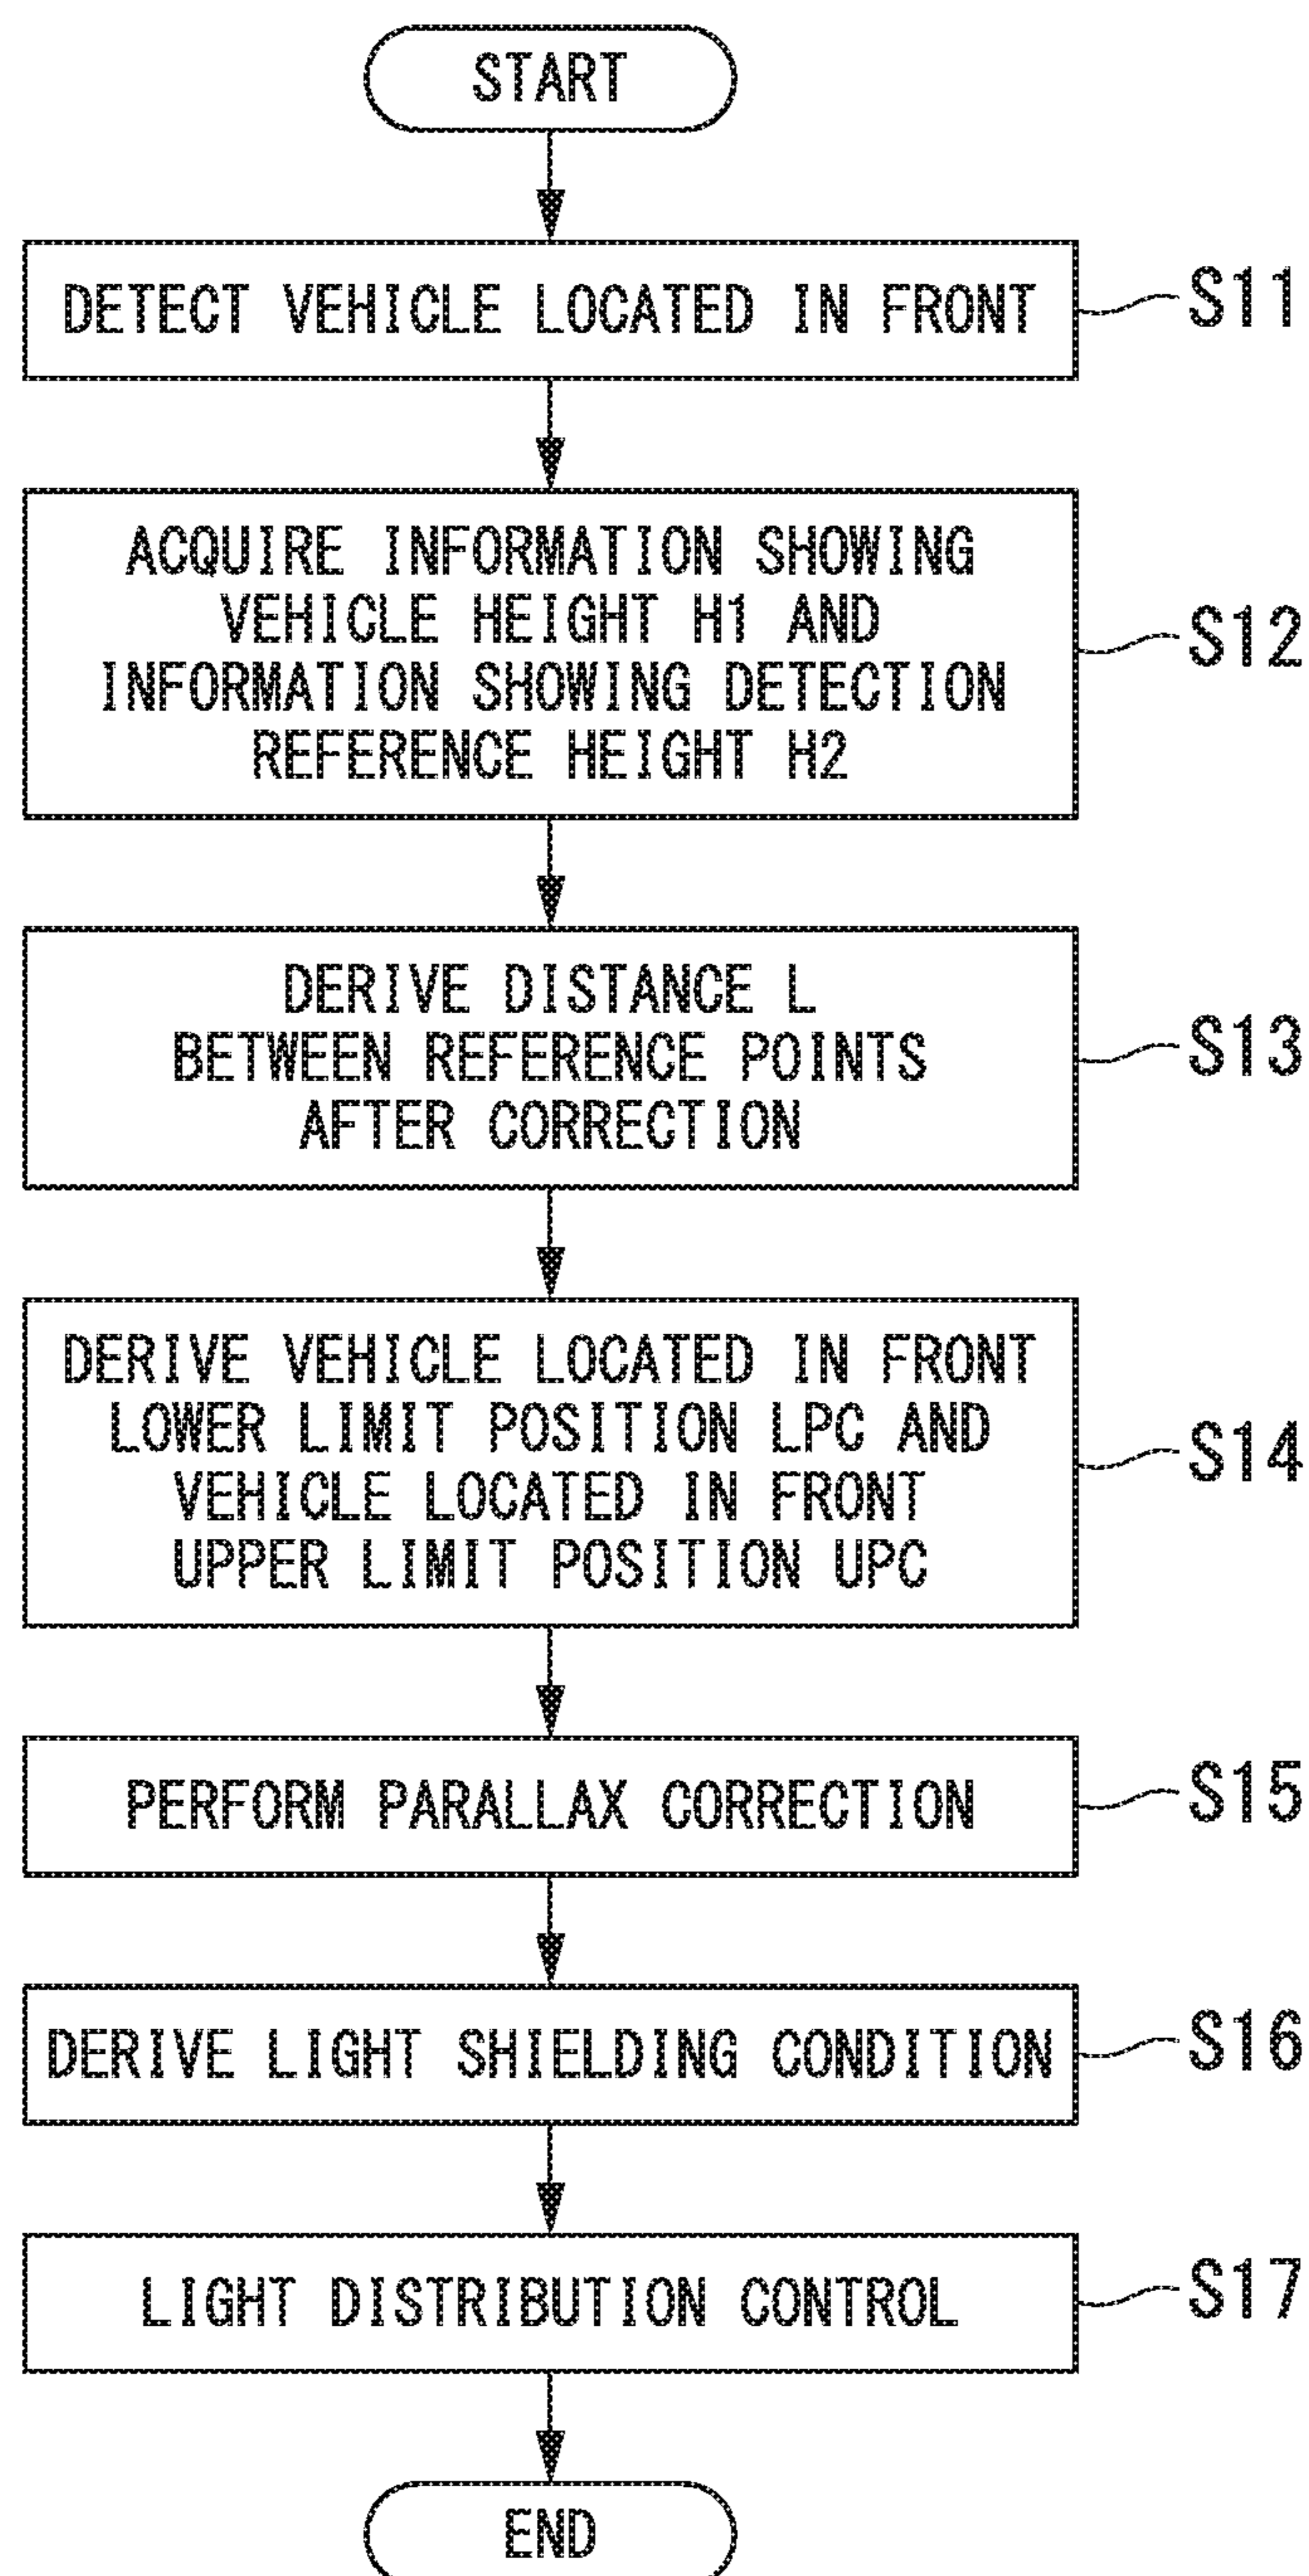 START
DETECT VEHICLE LOCATED IN FRONT
S11
ACQUIRE INFORMATION SHOWING
VEHICLE HEIGHT H1 AND
INFORMATION SHOWING DETECTION
REFERENCE HEIGHT H2
S12
DERIVE DISTANCE L
BETWEEN REFERENCE POINTS
AFTER CORRECTION
S13
DERIVE VEHICLE LOCATED IN FRONT
LOWER LIMIT POSITION LPC AND
VEHICLE LOCATED IN FRONT
UPPER LIMIT POSITION UPC
S14
PERFORM PARALLAX CORRECTION
S15
DERIVE LIGHT SHIELDING CONDITION
S16
LIGHT DISTRIBUTION CONTROL
S17
END